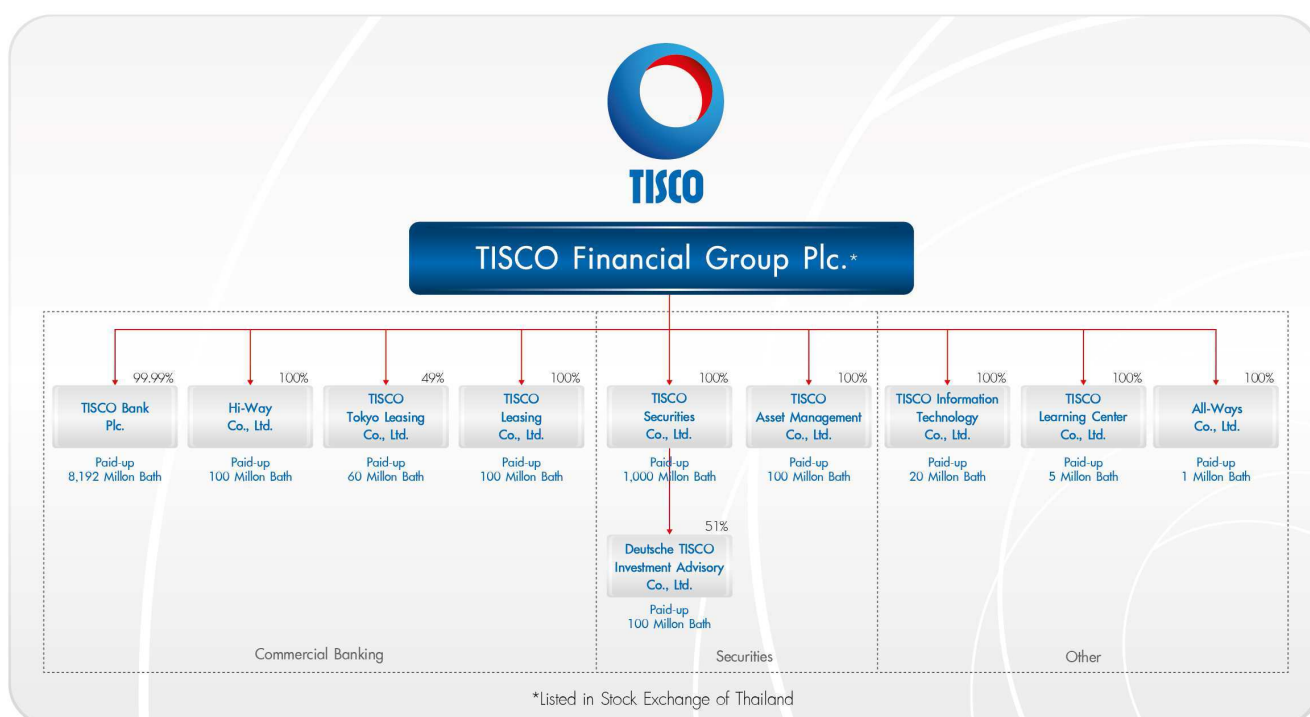 TISCO
TISCO Financial Group Plc.*
99.99%
TISCO Bank
Plc.
Paid-up
8,192 Millon Bath
100%
Hi-Way
Co., Ltd.
Paid-up
100 Millon Bath
49%
TISCO
Tokyo Leasing
Co., Ltd.
Paid-up
60 Millon Bath
100%
TISCO
Leasing
Co., Ltd.
Paid-up
100 Millon Bath
Commercial Banking
100%
TISCO
Securities
Co., Ltd.
Paid-up
1,000 Millon Bath
51%
Deutsche TISCO
Investment Advisory
Co., Ltd.
Paid-up
100 Millon Bath
100%
TISCO
Asset Management
Co., Ltd.
Paid-up
100 Millon Bath
Securities
100%
TISCO Information
Technology
Co., Ltd.
Paid-up
20 Millon Bath
100%
TISCO
Learning Center
Co., Ltd.
Paid-up
5 Millon Bath
100%
All-Ways
Co., Ltd.
Paid-up
1 Millon Bath
Other
*Listed in Stock Exchange of Thailand